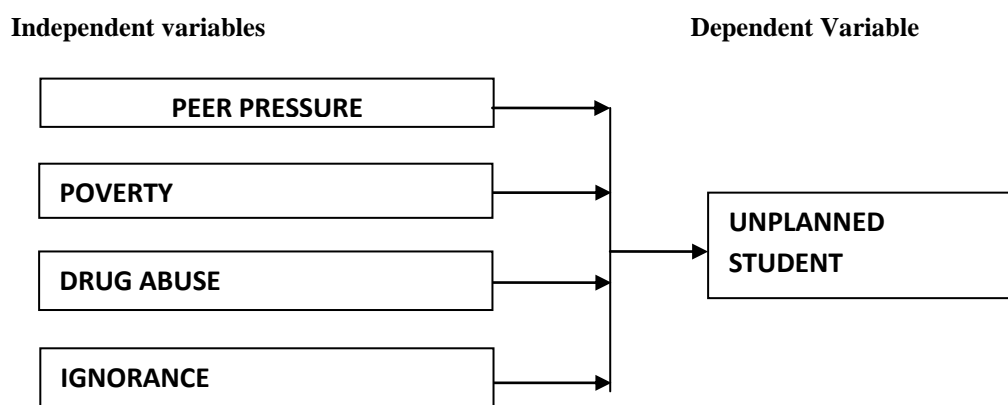 Independent variables
Dependent Variable
PEER PRESSURE
POVERTY
DRUG ABUSE
IGNORANCE
UNPLANNED
STUDENT